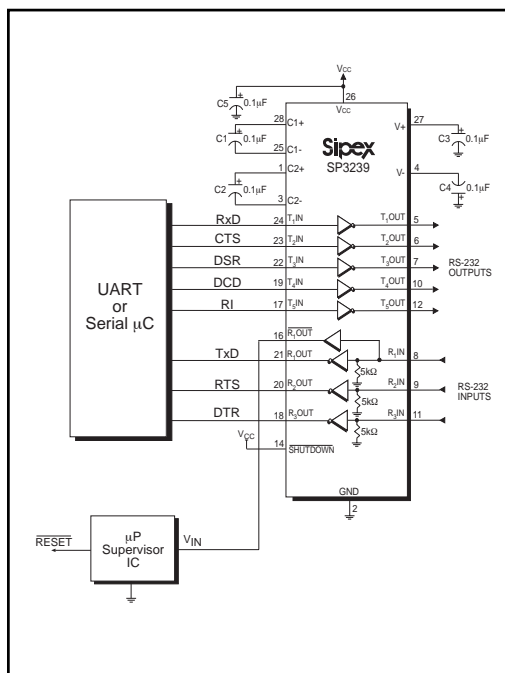 VCC
26
C5 + 0.1µF
28 C1+ VCC V+ 27
C1 + 0.1µF
C3 + 0.1µF
25 C1-
Sipex
SP3239
1 C2+ V- 4
C2 + 0.1µF
C4 + 0.1µF
3 C2-
RxD 24 T1IN T1OUT 5
CTS 23 T2IN T2OUT 6
DSR 22 T3IN T3OUT 7
DCD 19 T4IN T4OUT 10
RI 17 T5IN T5OUT 12
RS-232
OUTPUTS
UART
or
Serial µC
16 R1OUT
TxD 21 R1OUT R1IN 8
5kΩ
RTS 20 R2OUT R2IN 9
5kΩ
DTR 18 R3OUT R3IN 11
5kΩ
RS-232
INPUTS
VCC
14 SHUTDOWN
GND
2
RESET
µP
Supervisor
IC
VIN